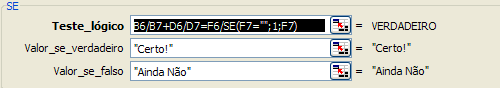 SE
Teste_lógico B6/B7+D6/D7=F6/SE(F7="";1;F7) = VERDADEIRO
Valor_se_verdadeiro "Certo!" = "Certo!"
Valor_se_falso "Ainda Não" = "Ainda Não"